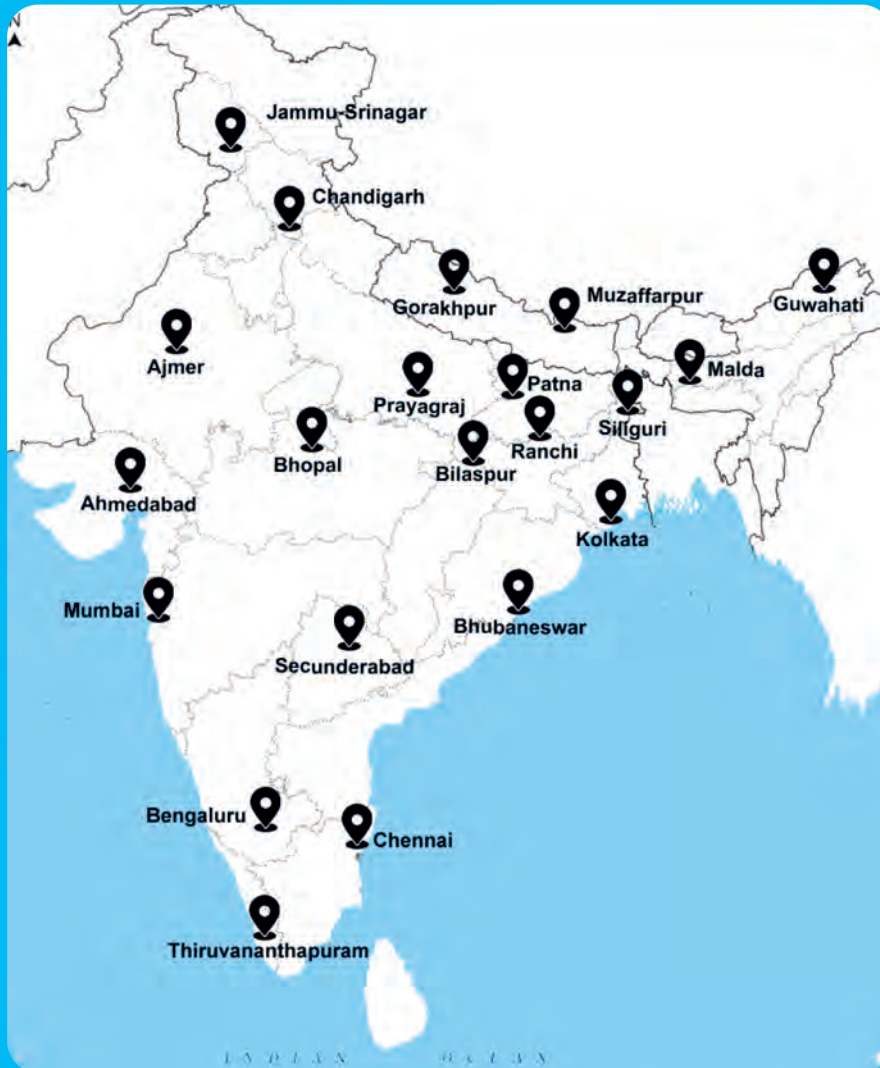 N
Jammu-Srinagar
Chandigarh
Gorakhpur
Muzaffarpur
Guwahati
Ajmer
Prayagraj
Patna
Malda
Bhopal
Bilaspur
Ranchi
Siliguri
Ahmedabad
Kolkata
Mumbai
Bhubaneswar
Secunderabad
Bengaluru
Chennai
Thiruvananthapuram
INDIAN OCEAN